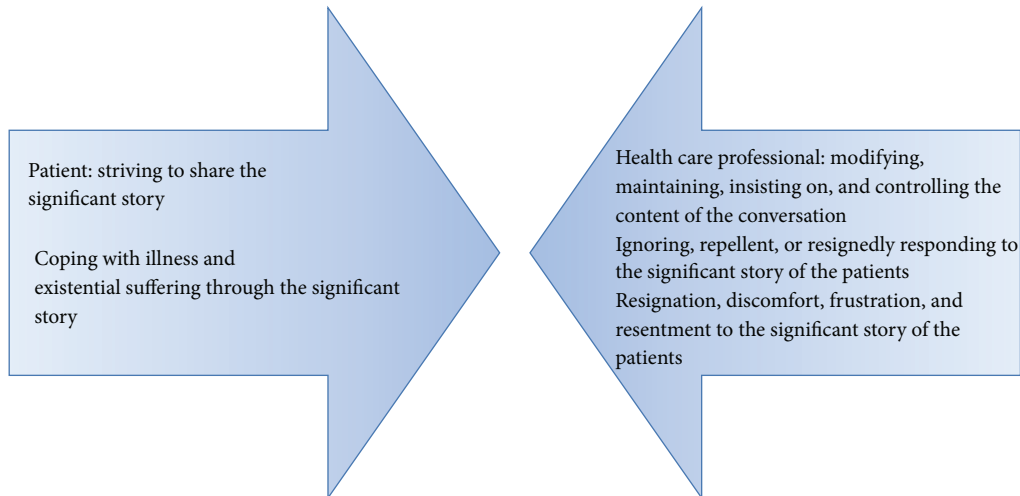 Patient: striving to share the
significant story
Coping with illness and
existential suffering through the significant
story
Health care professional: modifying,
maintaining, insisting on, and controlling the
content of the conversation
Ignoring, repellent, or resignedly responding to
the significant story of the patients
Resignation, discomfort, frustration, and
resentment to the significant story of the
patients